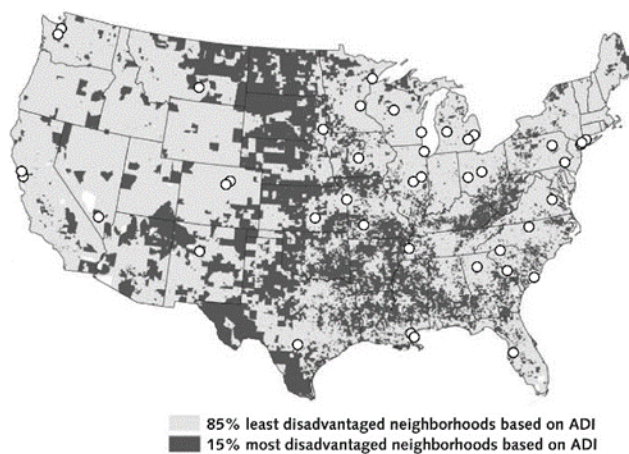 85% least disadvantaged neighborhoods based on ADI
15% most disadvantaged neighborhoods based on ADI